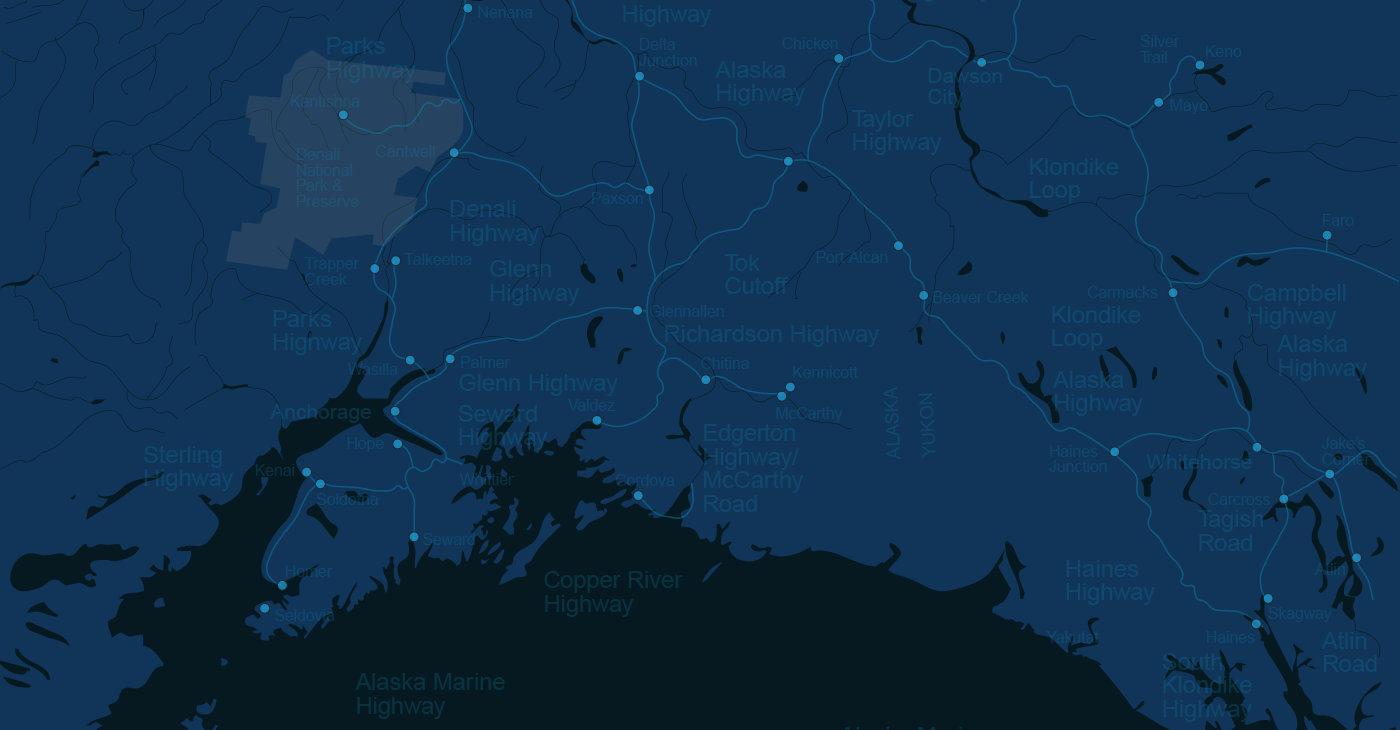 Nenana
Highway
Parks
Highway
Delta
Junction
Chicken
Silver
Trail
Keno
Alaska
Highway
Dawson
City
Kantishna
Mayo
Taylor
Highway
Cantwell
Denali
National
Park &
Preserve
Klondike
Loop
Paxson
Denali
Highway
Faro
Trapper
Creek
Talkeetna
Glenn
Highway
Tok
Cutoff
Port Alcan
Beaver Creek
Carmacks
Campbell
Highway
Parks
Highway
Glennallen
Richardson Highway
Klondike
Loop
Alaska
Highway
Wasilla
Palmer
Chitina
Kennicott
Glenn Highway
McCarthy
ALASKA
YUKON
Alaska
Highway
Anchorage
Seward
Highway
Valdez
Hope
Edgerton
Highway/
McCarthy
Road
Sterling
Highway
Kenai
Soldotna
Whittier
Cordova
Haines
Junction
Whitehorse
Jake's
Corner
Carcross
Tagish
Road
Seward
Homer
Copper River
Highway
Haines
Highway
Atlin
Seldovia
Skagway
Yakutat
Haines
Atlin
Road
South
Klondike
Highway
Alaska Marine
Highway